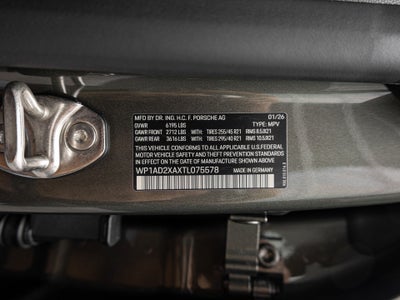 MFD BY DR. ING. H.C. F. PORSCHE AG 01/26
GVWR 6195 LBS TYPE: MPV
GAWR FRONT 2712 LBS WITH: TIRES 255/45 R21 RIMS 8.5JX21
GAWR REAR 3616 LBS WITH: TIRES 295/40 R21 RIMS 10.5JX21
THIS VEHICLE CONFORMS TO ALL APPLICABLE U.S. FEDERAL
MOTOR VEHICLE SAFETY AND THEFT PREVENTION STANDARDS
IN EFFECT ON THE DATE OF MANUFACTURE SHOWN ABOVE.
WP1AD2XAXTL075578